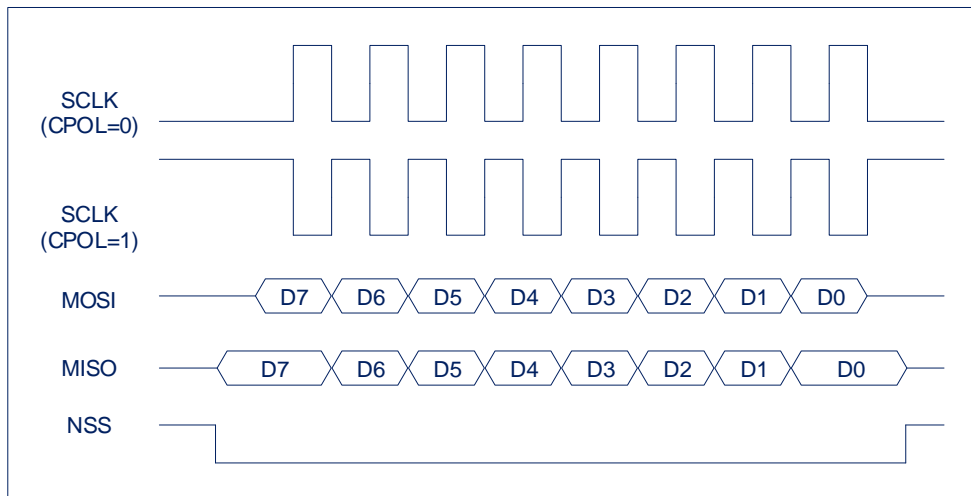 SCLK
(CPOL=0)
SCLK
(CPOL=1)
MOSI D7 D6 D5 D4 D3 D2 D1 D0
MISO D7 D6 D5 D4 D3 D2 D1 D0
NSS